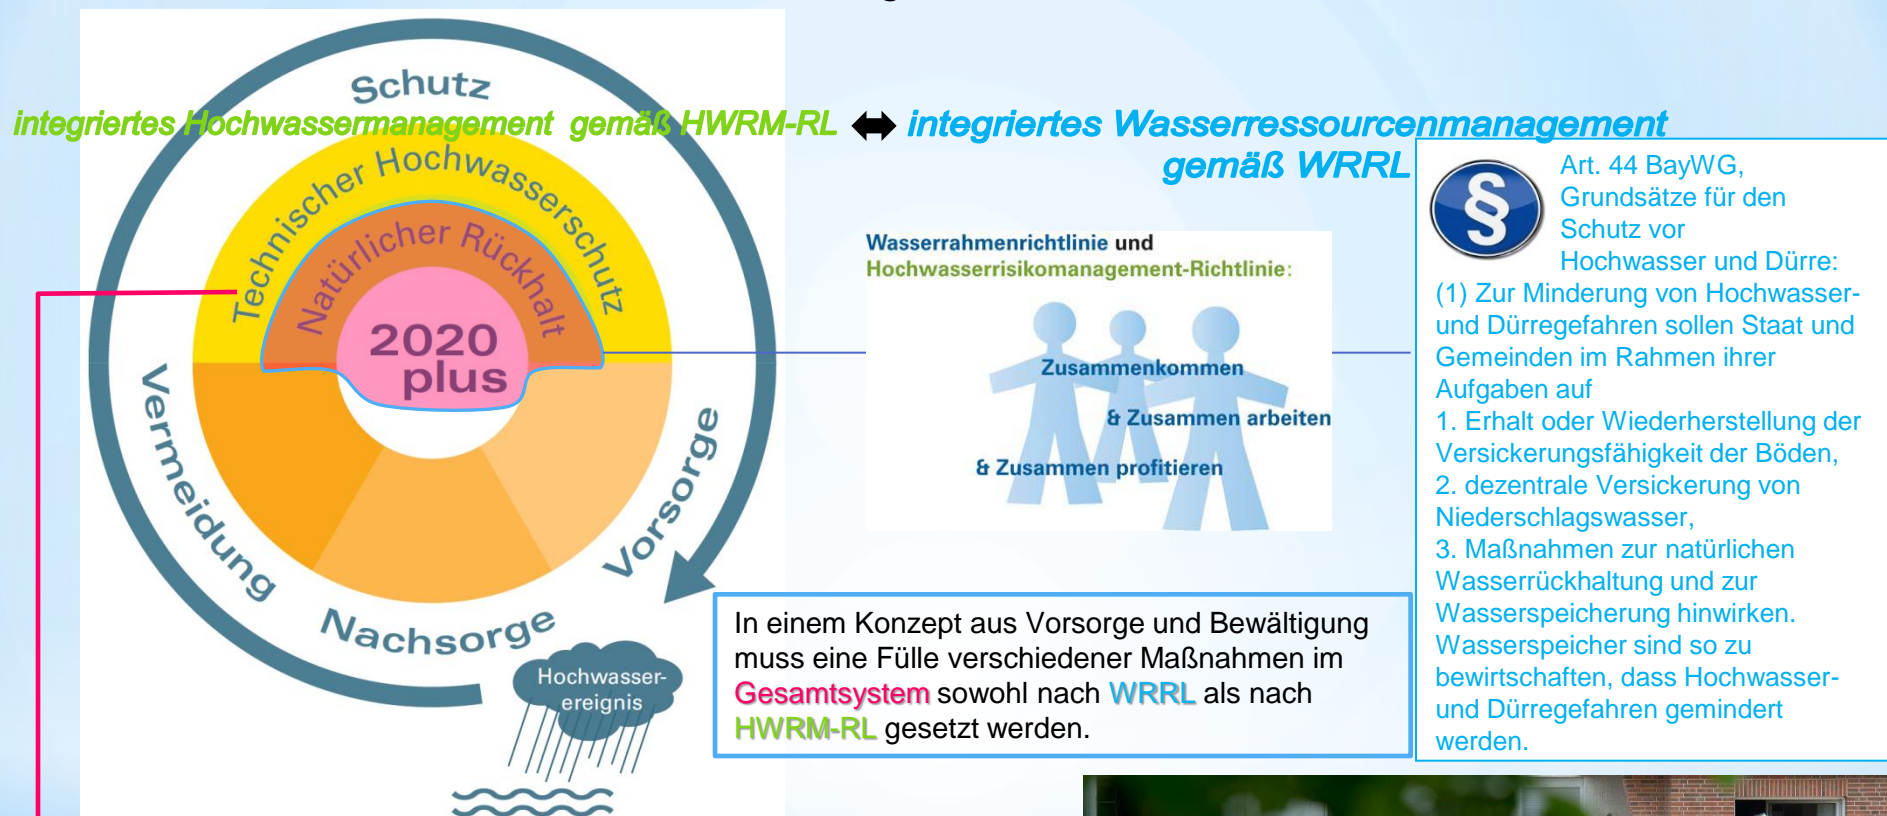 Schutz
integriertes Hochwassermanagement gemäß HWRM-RL ⬌ integriertes Wasserressourcenmanagement
gemäß WRRL
Technischer Hochwasserschutz
Natürlicher Rückhalt
2020
plus
Vermeidung
Nachsorge
Vorsorge
Hochwasser-
ereignis
Wasserrahmenrichtlinie und
Hochwasserrisikomanagement-Richtlinie:
Zusammenkommen
& Zusammen arbeiten
& Zusammen profitieren
In einem Konzept aus Vorsorge und Bewältigung
muss eine Fülle verschiedener Maßnahmen im
Gesamtsystem sowohl nach WRRL als nach
HWRM-RL gesetzt werden.
§
Art. 44 BayWG,
Grundsätze für den
Schutz vor
Hochwasser und Dürre:
(1) Zur Minderung von Hochwasser-
und Dürregefahren sollen Staat und
Gemeinden im Rahmen ihrer
Aufgaben auf
1. Erhalt oder Wiederherstellung der
Versickerungsfähigkeit der Böden,
2. dezentrale Versickerung von
Niederschlagswasser,
3. Maßnahmen zur natürlichen
Wasserrückhaltung und zur
Wasserspeicherung hinwirken.
Wasserspeicher sind so zu
bewirtschaften, dass Hochwasser-
und Dürregefahren gemindert
werden.